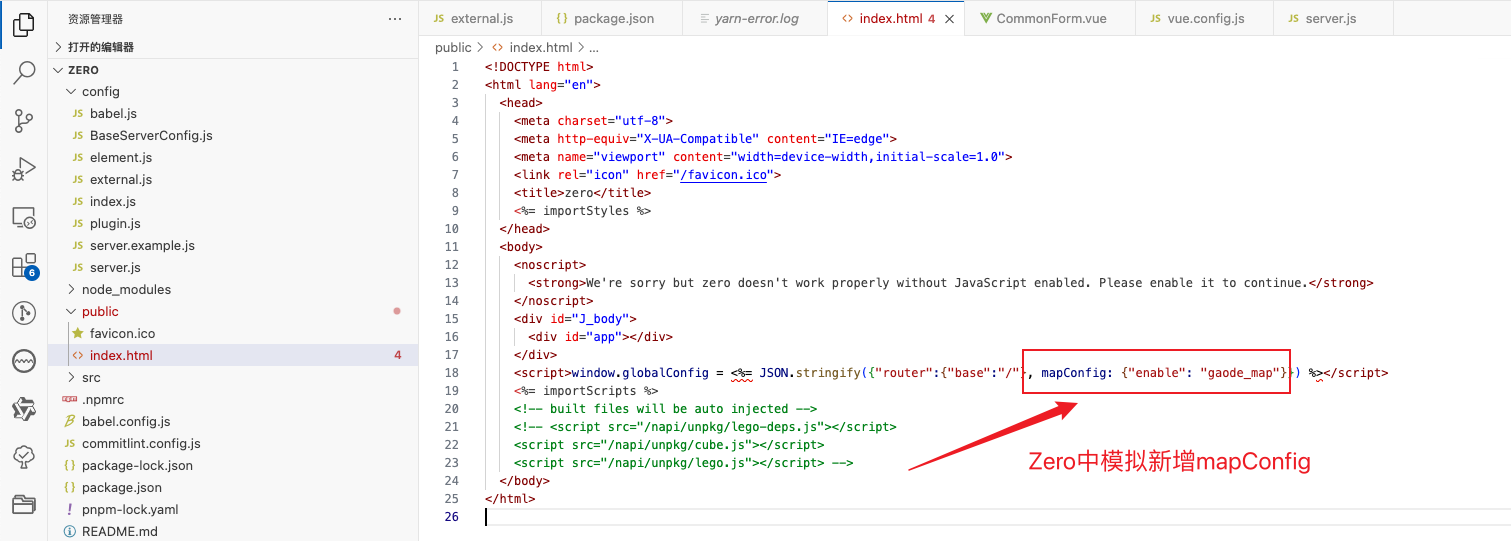 资源管理器 ···
打开的编辑器
ZERO
config
JS babel.js
JS BaseServerConfig.js
JS element.js
JS external.js
JS index.js
JS plugin.js
JS server.example.js
JS server.js
node_modules
public
favicon.ico
<> index.html 4
src
.npmrc
babel.config.js
JS commitlint.config.js
{} package-lock.json
{} package.json
! pnpm-lock.yaml
README.md
6
JS external.js
{} package.json
yarn-error.log
<> index.html 4
CommonForm.vue
JS vue.config.js
JS server.js
public > <> index.html > ...
1 <!DOCTYPE html>
2 <html lang="en">
3 <head>
4 <meta charset="utf-8">
5 <meta http-equiv="X-UA-Compatible" content="IE=edge">
6 <meta name="viewport" content="width=device-width,initial-scale=1.0">
7 <link rel="icon" href="/favicon.ico">
8 <title>zero</title>
9 <%= importStyles %>
10 </head>
11 <body>
12 <noscript>
13 <strong>We're sorry but zero doesn't work properly without JavaScript enabled. Please enable it to continue.</strong>
14 </noscript>
15 <div id="J_body">
16 <div id="app"></div>
17 </div>
18 <script>window.globalConfig = <%= JSON.stringify({"router":{"base":"/"}, mapConfig: {"enable": "gaode_map"}}) %></script>
19 <%= importScripts %>
20 <!-- built files will be auto injected -->
21 <!-- <script src="/napi/unpkg/lego-deps.js"></script>
22 <script src="/napi/unpkg/cube.js"></script>
23 <script src="/napi/unpkg/lego.js"></script> -->
24 </body>
25 </html>
26
Zero中模拟新增mapConfig